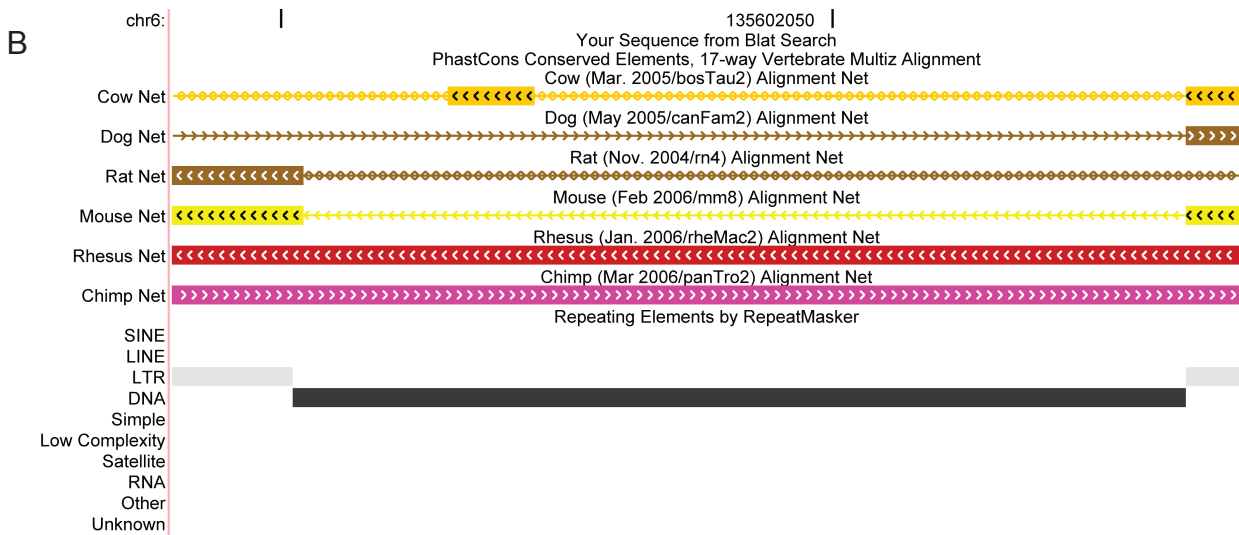 B
chr6: 135602050
Your Sequence from Blat Search
PhastCons Conserved Elements, 17-way Vertebrate Multiz Alignment
Cow (Mar. 2005/bosTau2) Alignment Net
Cow Net
Dog (May 2005/canFam2) Alignment Net
Dog Net
Rat (Nov. 2004/rn4) Alignment Net
Rat Net
Mouse (Feb 2006/mm8) Alignment Net
Mouse Net
Rhesus (Jan. 2006/rheMac2) Alignment Net
Rhesus Net
Chimp (Mar 2006/panTro2) Alignment Net
Chimp Net
Repeating Elements by RepeatMasker
SINE
LINE
LTR
DNA
Simple
Low Complexity
Satellite
RNA
Other
Unknown